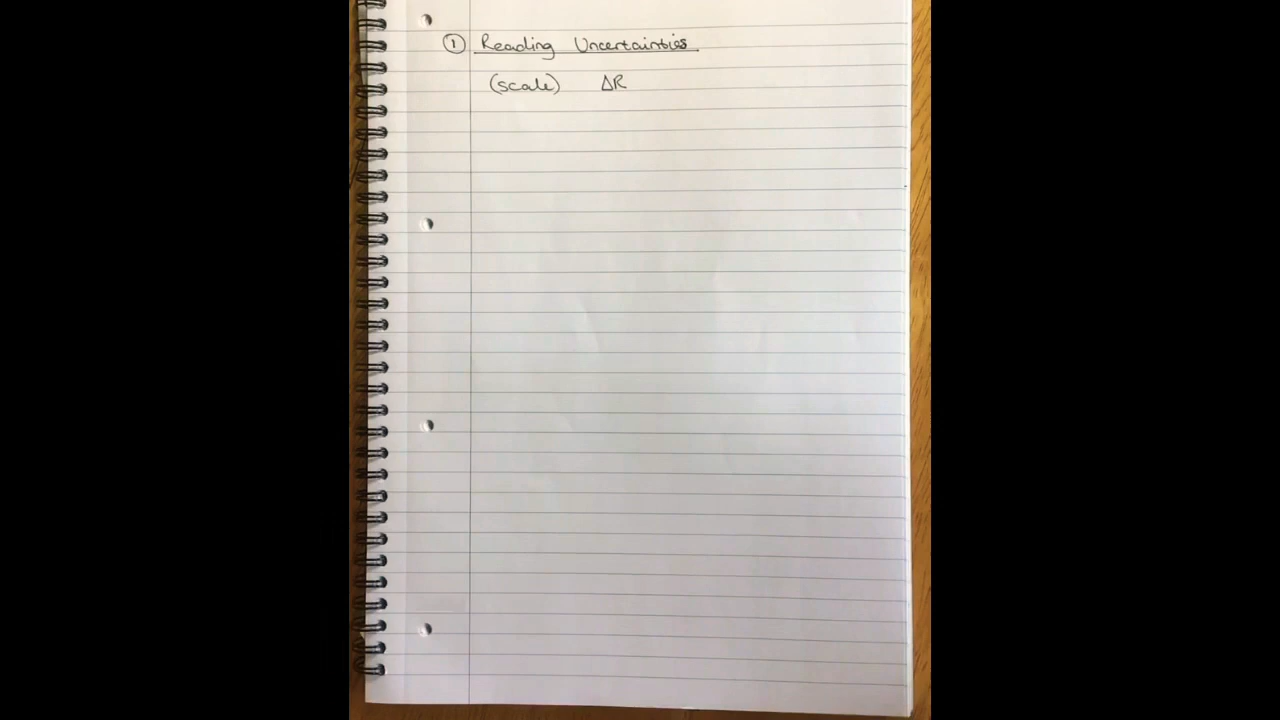 ① Reading Uncertainties
(scale) ΔR